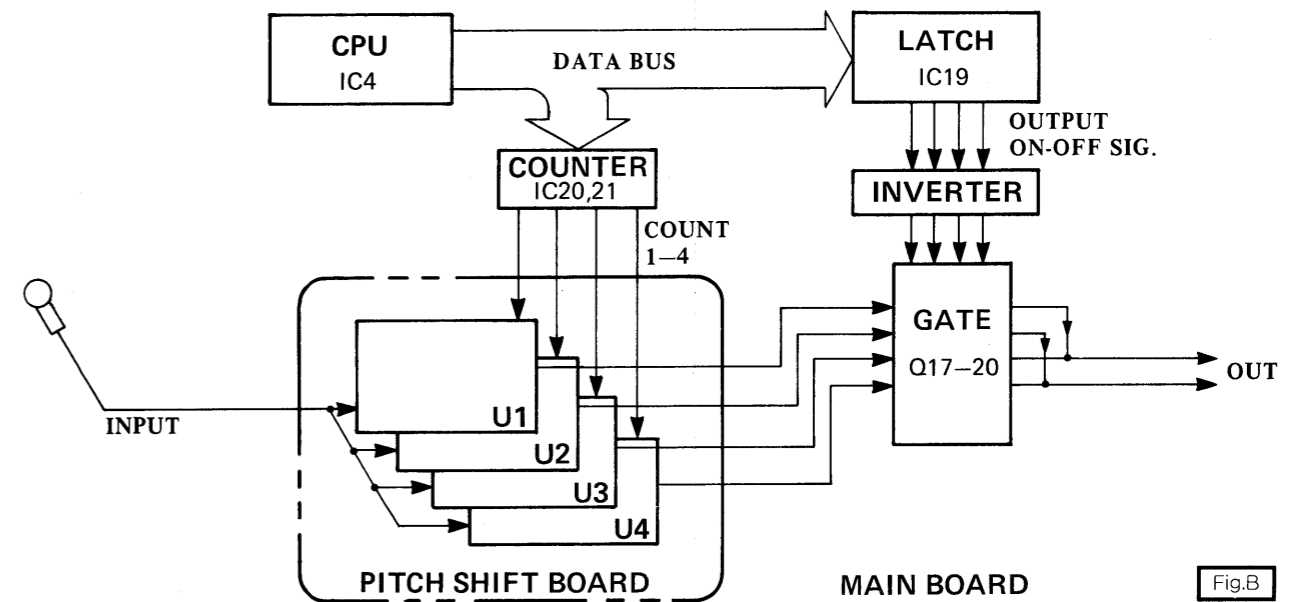 CPU
IC4
DATA BUS
LATCH
IC19
OUTPUT
ON-OFF SIG.
COUNTER
IC20,21
INVERTER
COUNT
1–4
GATE
Q17–20
OUT
INPUT
U1
U2
U3
U4
PITCH SHIFT BOARD
MAIN BOARD
Fig.B